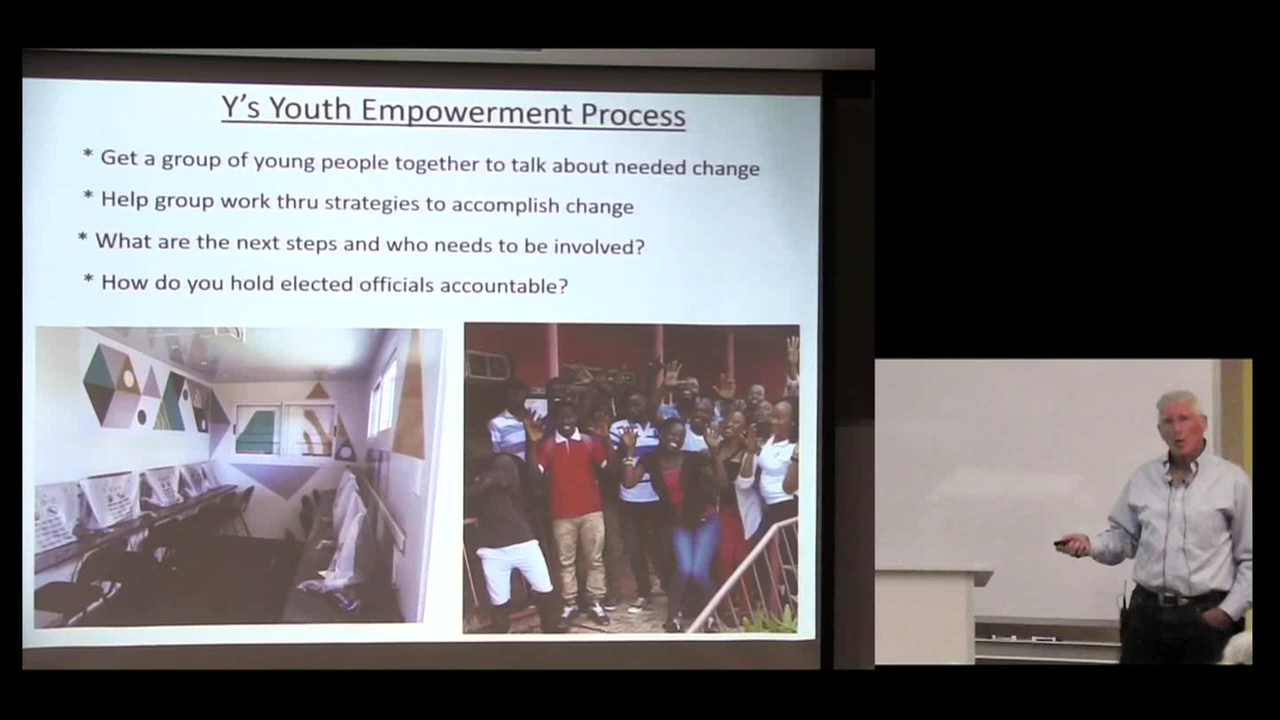 Y's Youth Empowerment Process
* Get a group of young people together to talk about needed change
* Help group work thru strategies to accomplish change
* What are the next steps and who needs to be involved?
* How do you hold elected officials accountable?